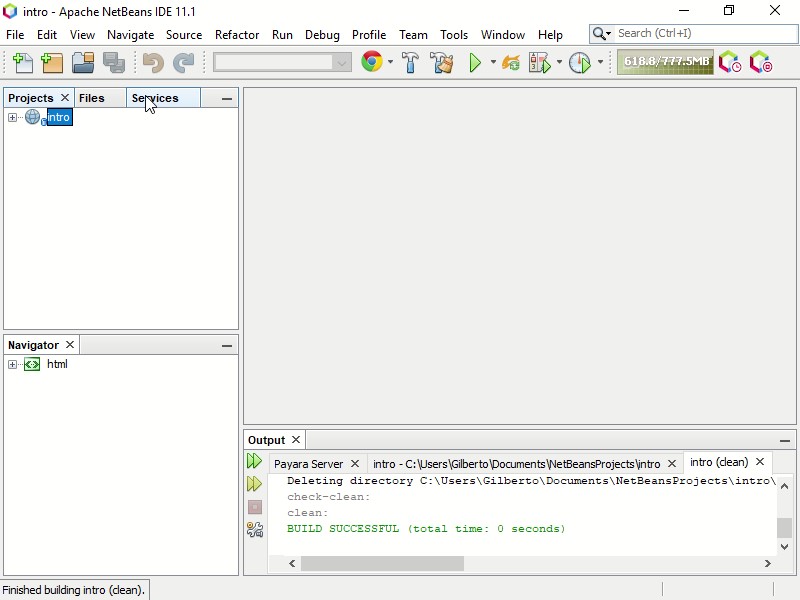 intro - Apache NetBeans IDE 11.1
File Edit View Navigate Source Refactor Run Debug Profile Team Tools Window Help
Search (Ctrl+I)
618.8/777.5MB
Projects Files Services
intro
Navigator
html
Output
Payara Server intro - C:\Users\Gilberto\Documents\NetBeansProjects\intro intro (clean)
Deleting directory C:\Users\Gilberto\Documents\NetBeansProjects\intro\
check-clean:
clean:
BUILD SUCCESSFUL (total time: 0 seconds)
Finished building intro (clean).